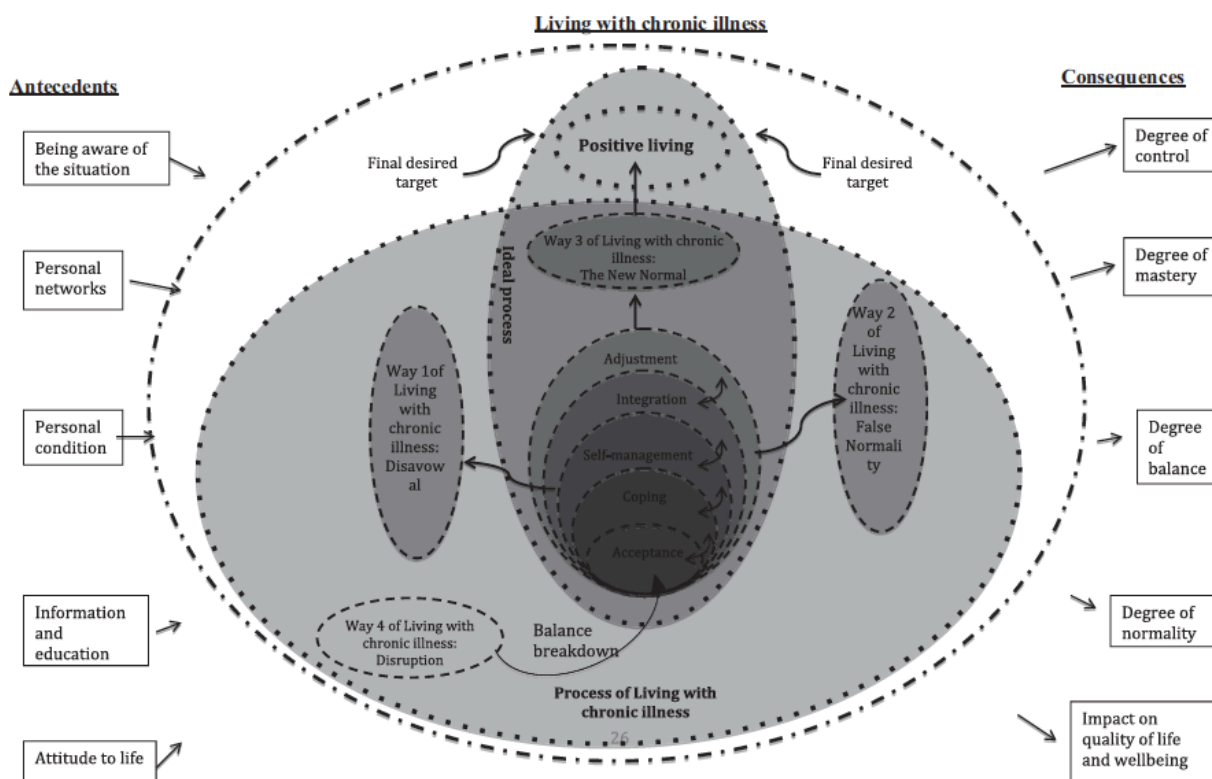 Living with chronic illness
Antecedents
Consequences
Being aware of
the situation
Personal
networks
Personal
condition
Information
and
education
Attitude to life
Final desired
target
Positive living
Final desired
target
Ideal process
Way 3 of Living with chronic
illness:
The New Normal
Way 1of
Living
with
chronic
illness:
Disavow
al
Way 2
of
Living
with
chronic
illness:
False
Normali
ty
Adjustment
Integration
Self-management
Coping
Acceptance
Way 4 of Living with
chronic illness:
Disruption
Balance
breakdown
Process of Living with
chronic illness
26
Degree of
control
Degree of
mastery
Degree
of
balance
Degree of
normality
Impact on
quality of life
and wellbeing